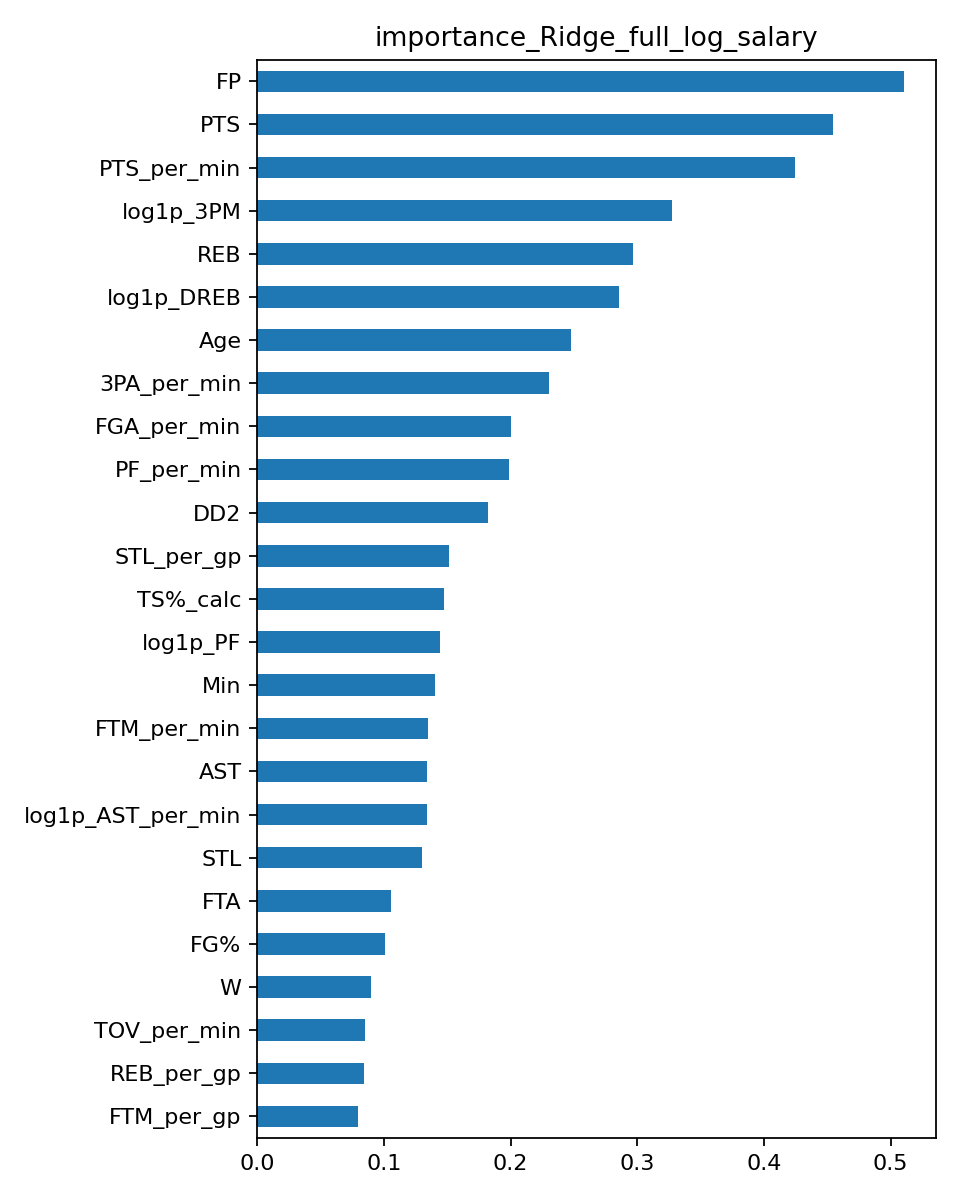 importance_Ridge_full_log_salary
FP
PTS
PTS_per_min
log1p_3PM
REB
log1p_DREB
Age
3PA_per_min
FGA_per_min
PF_per_min
DD2
STL_per_gp
TS%_calc
log1p_PF
Min
FTM_per_min
AST
log1p_AST_per_min
STL
FTA
FG%
W
TOV_per_min
REB_per_gp
FTM_per_gp
0.0 0.1 0.2 0.3 0.4 0.5